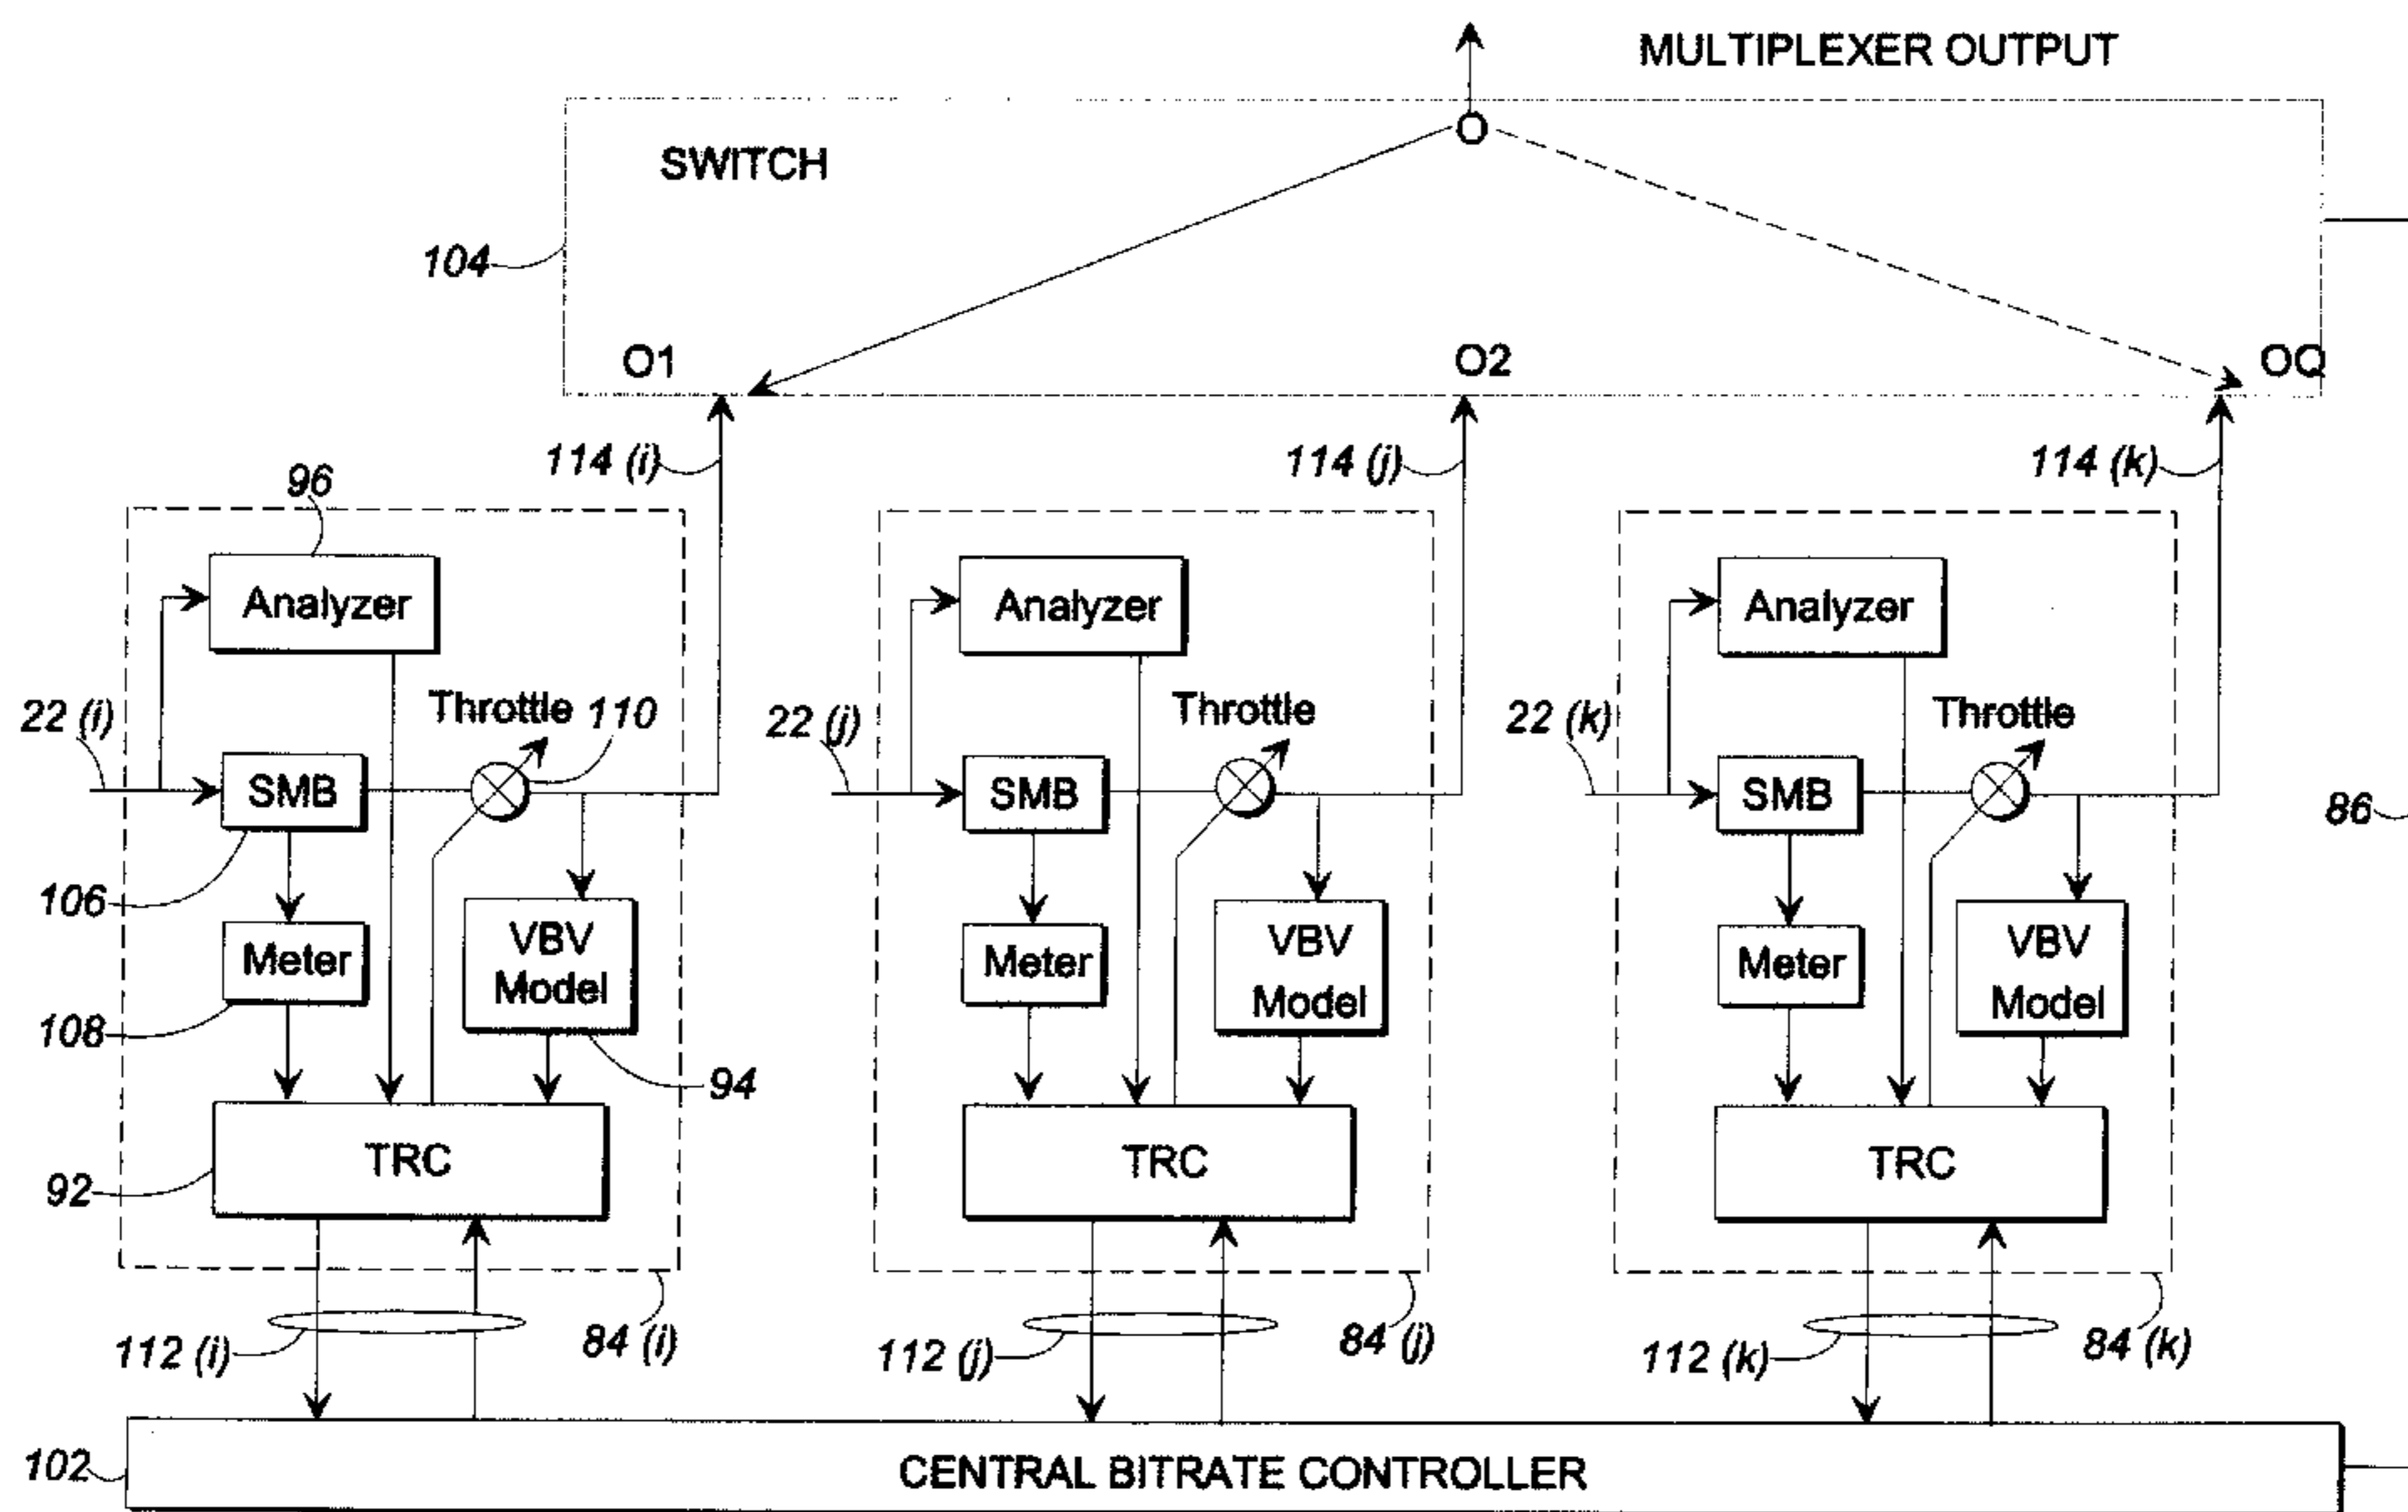 MULTIPLEXER OUTPUT
O
SWITCH
104
O1
O2
OQ
114 (i)
114 (j)
114 (k)
96
Analyzer
Analyzer
Analyzer
22 (i)
Throttle 110
22 (j)
Throttle
22 (k)
Throttle
SMB
SMB
SMB
86
106
Meter
VBV
Model
Meter
VBV
Model
Meter
VBV
Model
108
94
92
TRC
TRC
TRC
112 (i)
84 (i)
112 (j)
84 (j)
112 (k)
84 (k)
102
CENTRAL BITRATE CONTROLLER